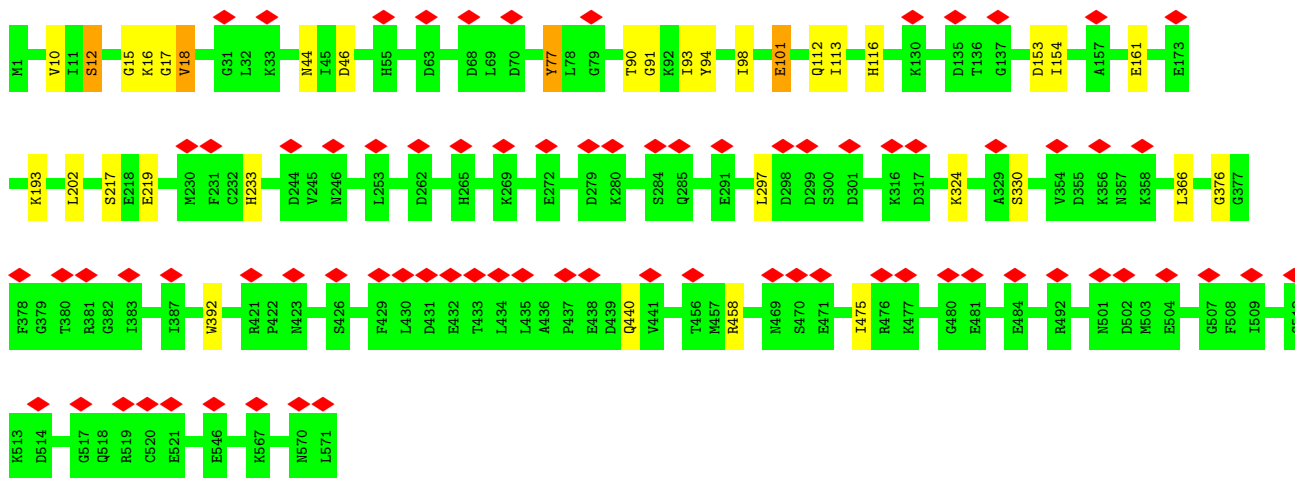 M1 V10 I11 S12 G15 K16 G17 V18 G31 L32 K33 N44 I45 D46 H55 D63 D68 L69 D70 Y77 L78 G79 T90 G91 K92 I93 Y94 I98 E101 Q112 I113 H116 K130 D135 T136 G137 D153 I154 A157 E161 E173
K193 L202 S217 E218 E219 M230 F231 C232 H233 D244 V245 N246 L253 D262 H265 K269 E272 D279 K280 S284 Q285 E291 L297 D298 D299 S300 D301 K316 D317 K324 A329 S330 V354 D355 K356 N357 K358 L366 G376 G377
F378 G379 T380 R381 G382 I383 I387 W392 R421 P422 N423 S426 F429 L430 D431 E432 T433 L434 L435 A436 P437 E438 D439 Q440 V441 T456 M457 R458 N469 S470 E471 I475 R476 K477 G480 E481 E484 R492 N501 D502 M503 E504 G507 F508 I509
K513 D514 G517 Q518 R519 C520 E521 E546 K567 N570 L571